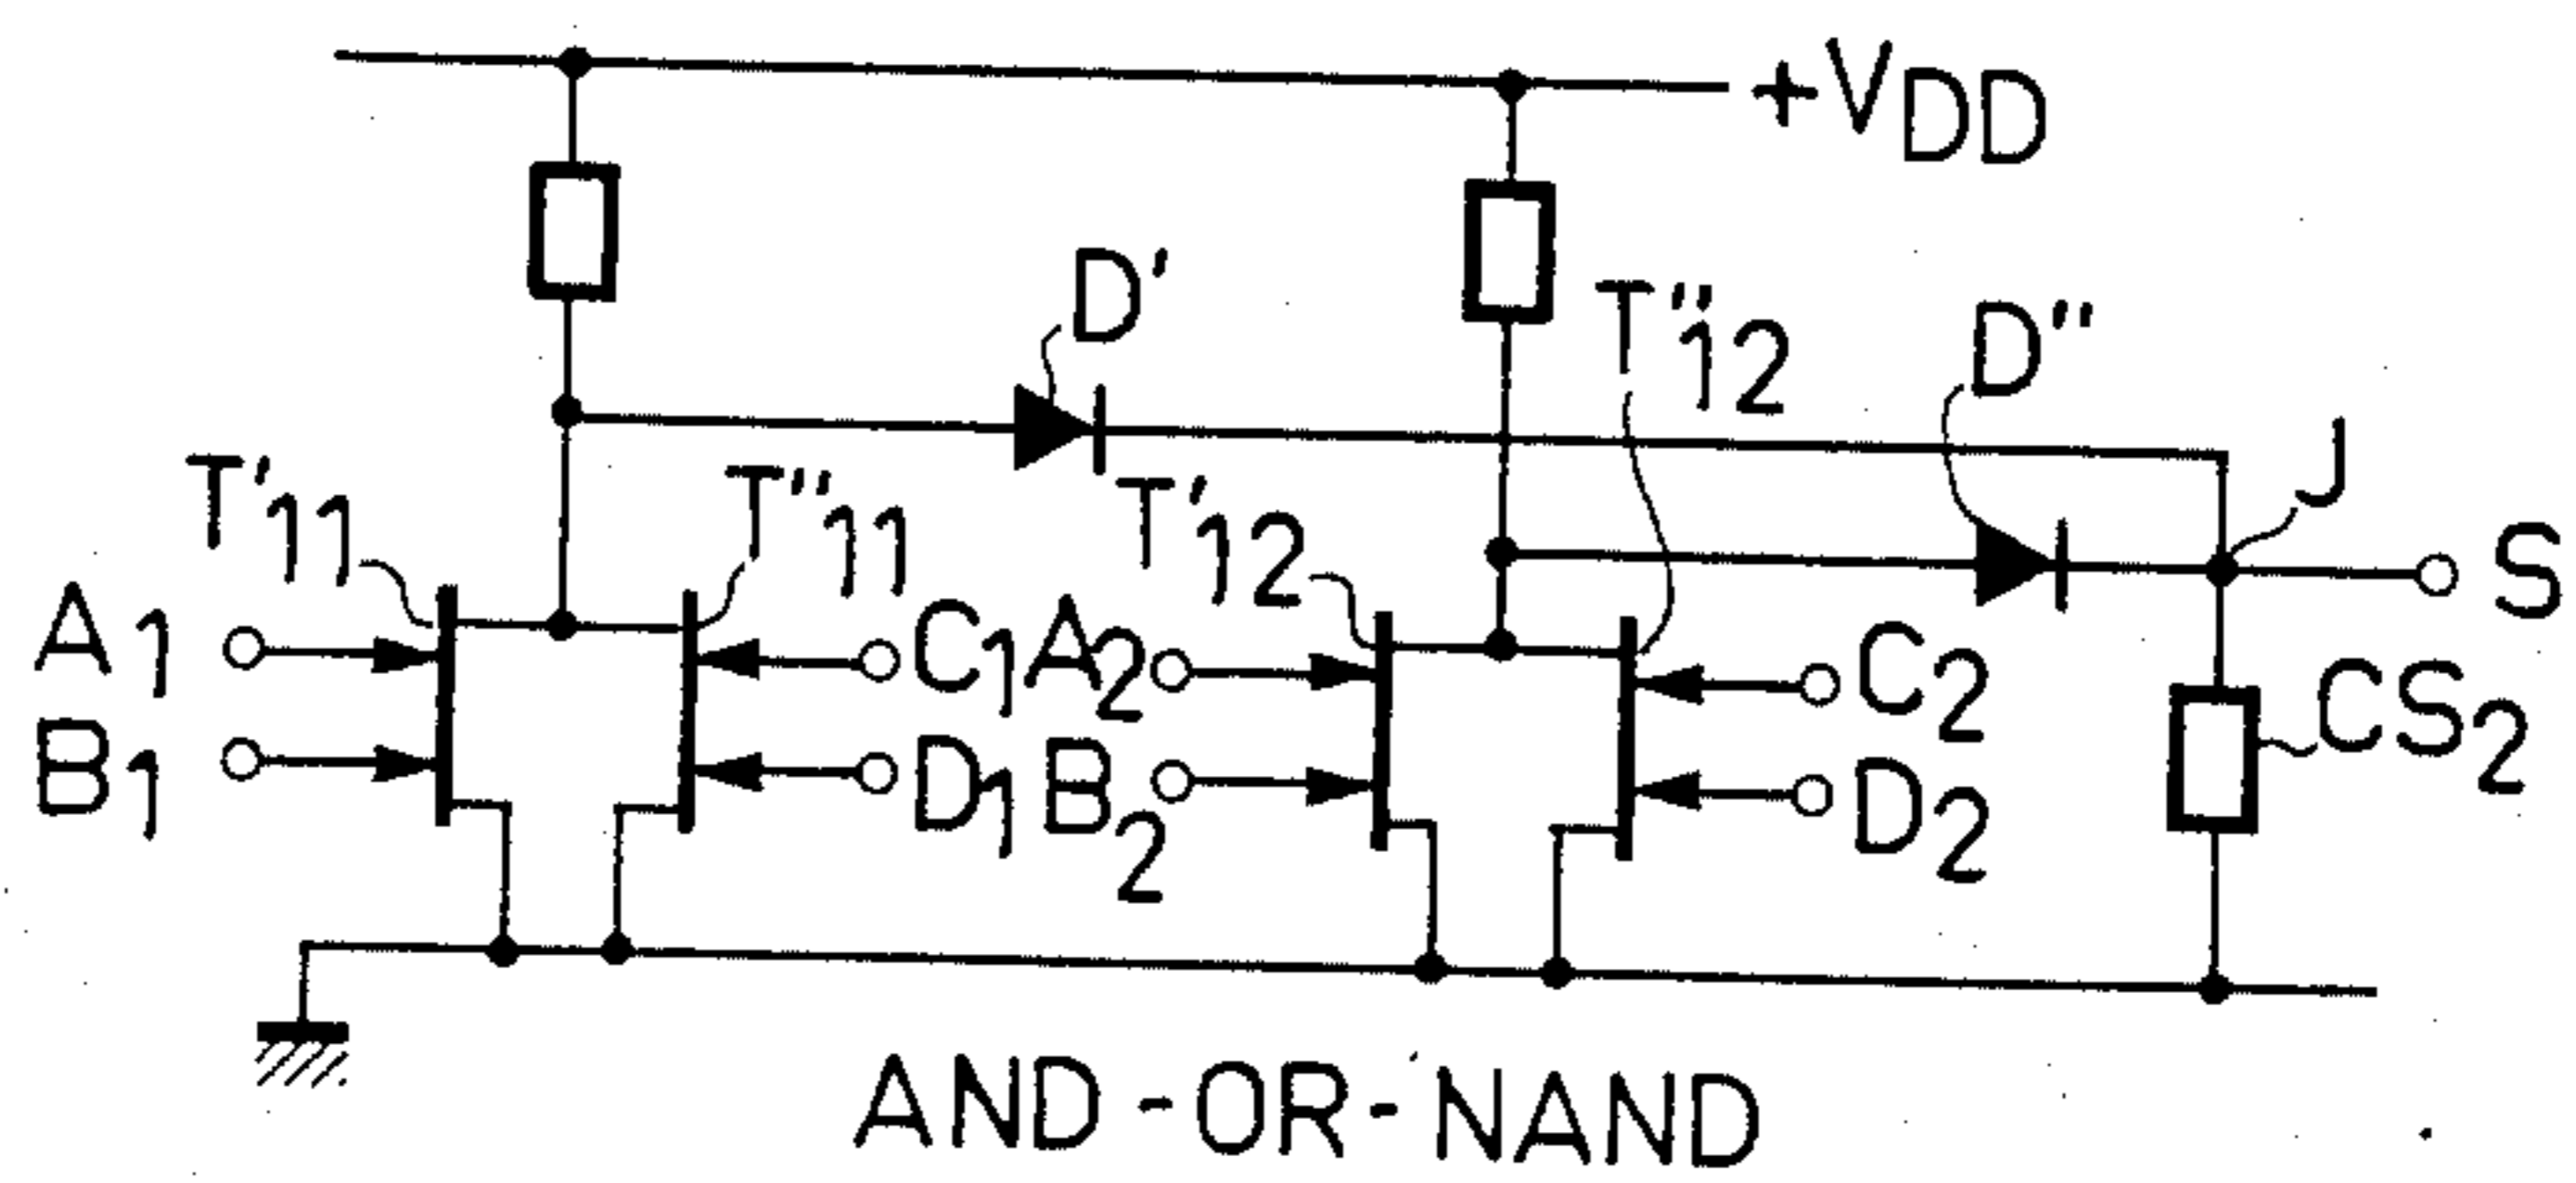 +VDD
D'
T"12
D"
J
T'11
T"11
T'12
S
A1
C1
A2
C2
CS2
B1
D1
B2
D2
AND-OR-NAND